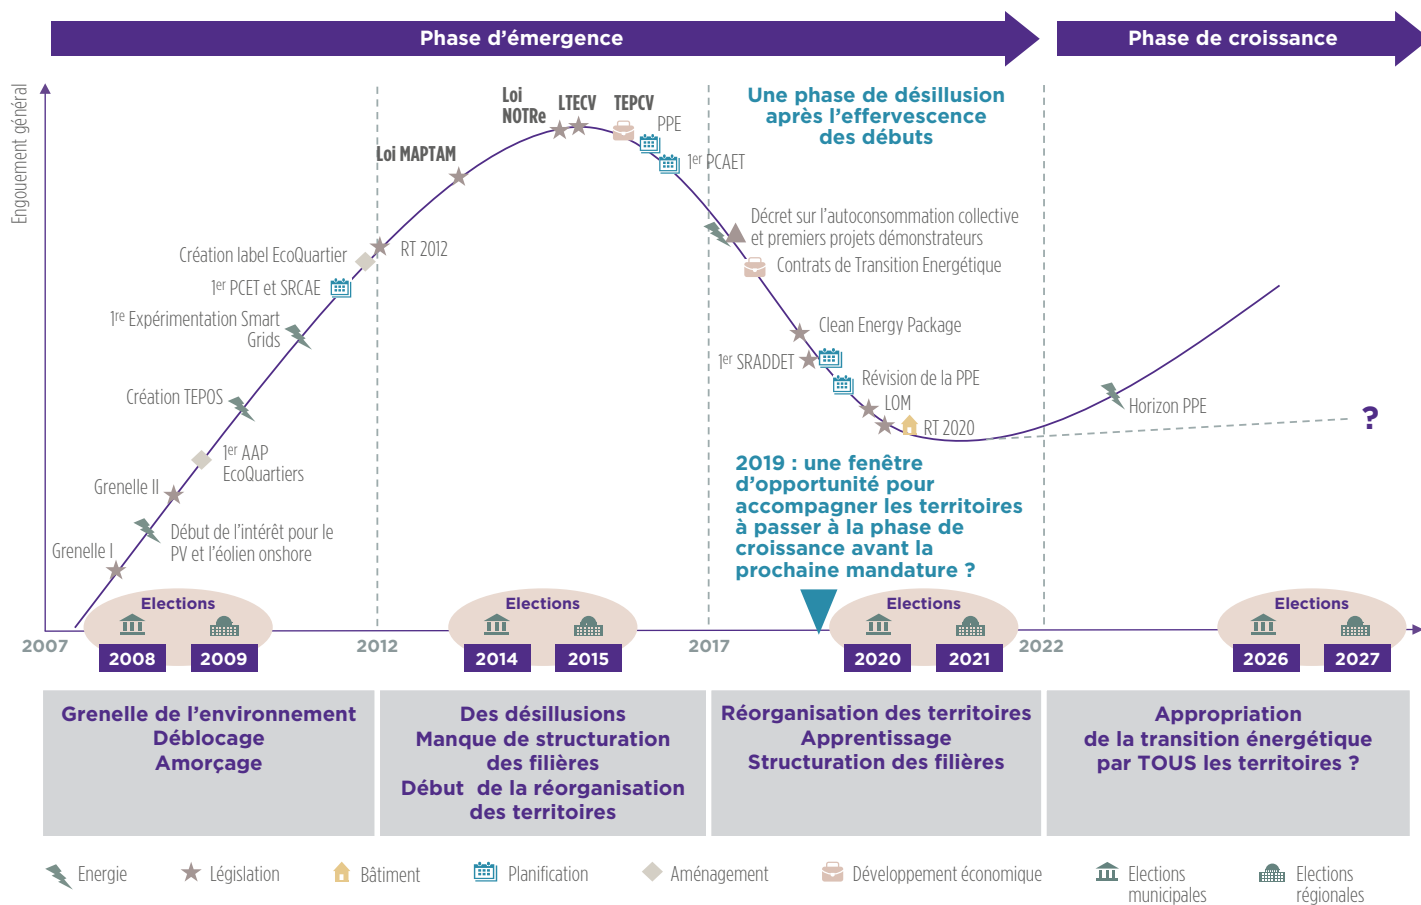 Phase d'émergence
Phase de croissance
Engouement général
Une phase de désillusion
après l'effervescence
des débuts
Loi
NOTRe
LTECV
TEPCV
PPE
1er PCAET
Loi MAPTAM
Création label EcoQuartier
RT 2012
1er PCET et SRCAE
1re Expérimentation Smart
Grids
Création TEPOS
1er AAP
EcoQuartiers
Grenelle II
Début de l'intérêt pour le
PV et l'éolien onshore
Grenelle I
Décret sur l'autoconsommation collective
et premiers projets démonstrateurs
Contrats de Transition Energétique
Clean Energy Package
1er SRADDET
Révision de la PPE
LOM
RT 2020
Horizon PPE
?
2019 : une fenêtre
d'opportunité pour
accompagner les territoires
à passer à la phase de
croissance avant la
prochaine mandature ?
Elections
Elections
Elections
Elections
2007
2008
2009
2012
2014
2015
2017
2020
2021
2022
2026
2027
Grenelle de l'environnement
Déblocage
Amorçage
Des désillusions
Manque de structuration
des filières
Début de la réorganisation
des territoires
Réorganisation des territoires
Apprentissage
Structuration des filières
Appropriation
de la transition énergétique
par TOUS les territoires ?
Energie
Législation
Bâtiment
Planification
Aménagement
Développement économique
Elections
municipales
Elections
régionales